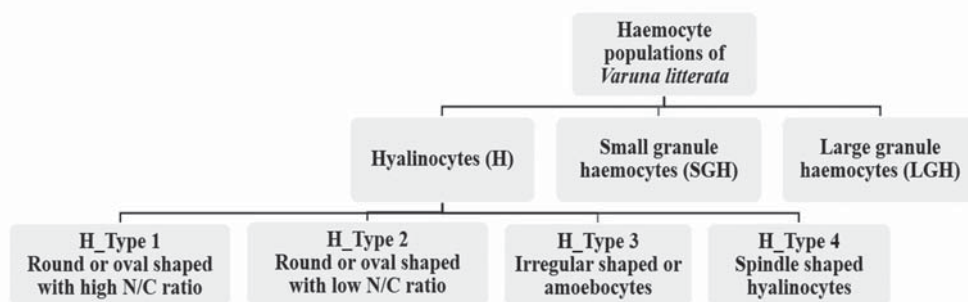 Haemocyte
populations of
Varuna litterata
Hyalinocytes (H)
Small granule
haemocytes (SGH)
Large granule
haemocytes (LGH)
H_Type 1
Round or oval shaped
with high N/C ratio
H_Type 2
Round or oval shaped
with low N/C ratio
H_Type 3
Irregular shaped or
amoebocytes
H_Type 4
Spindle shaped
hyalinocytes